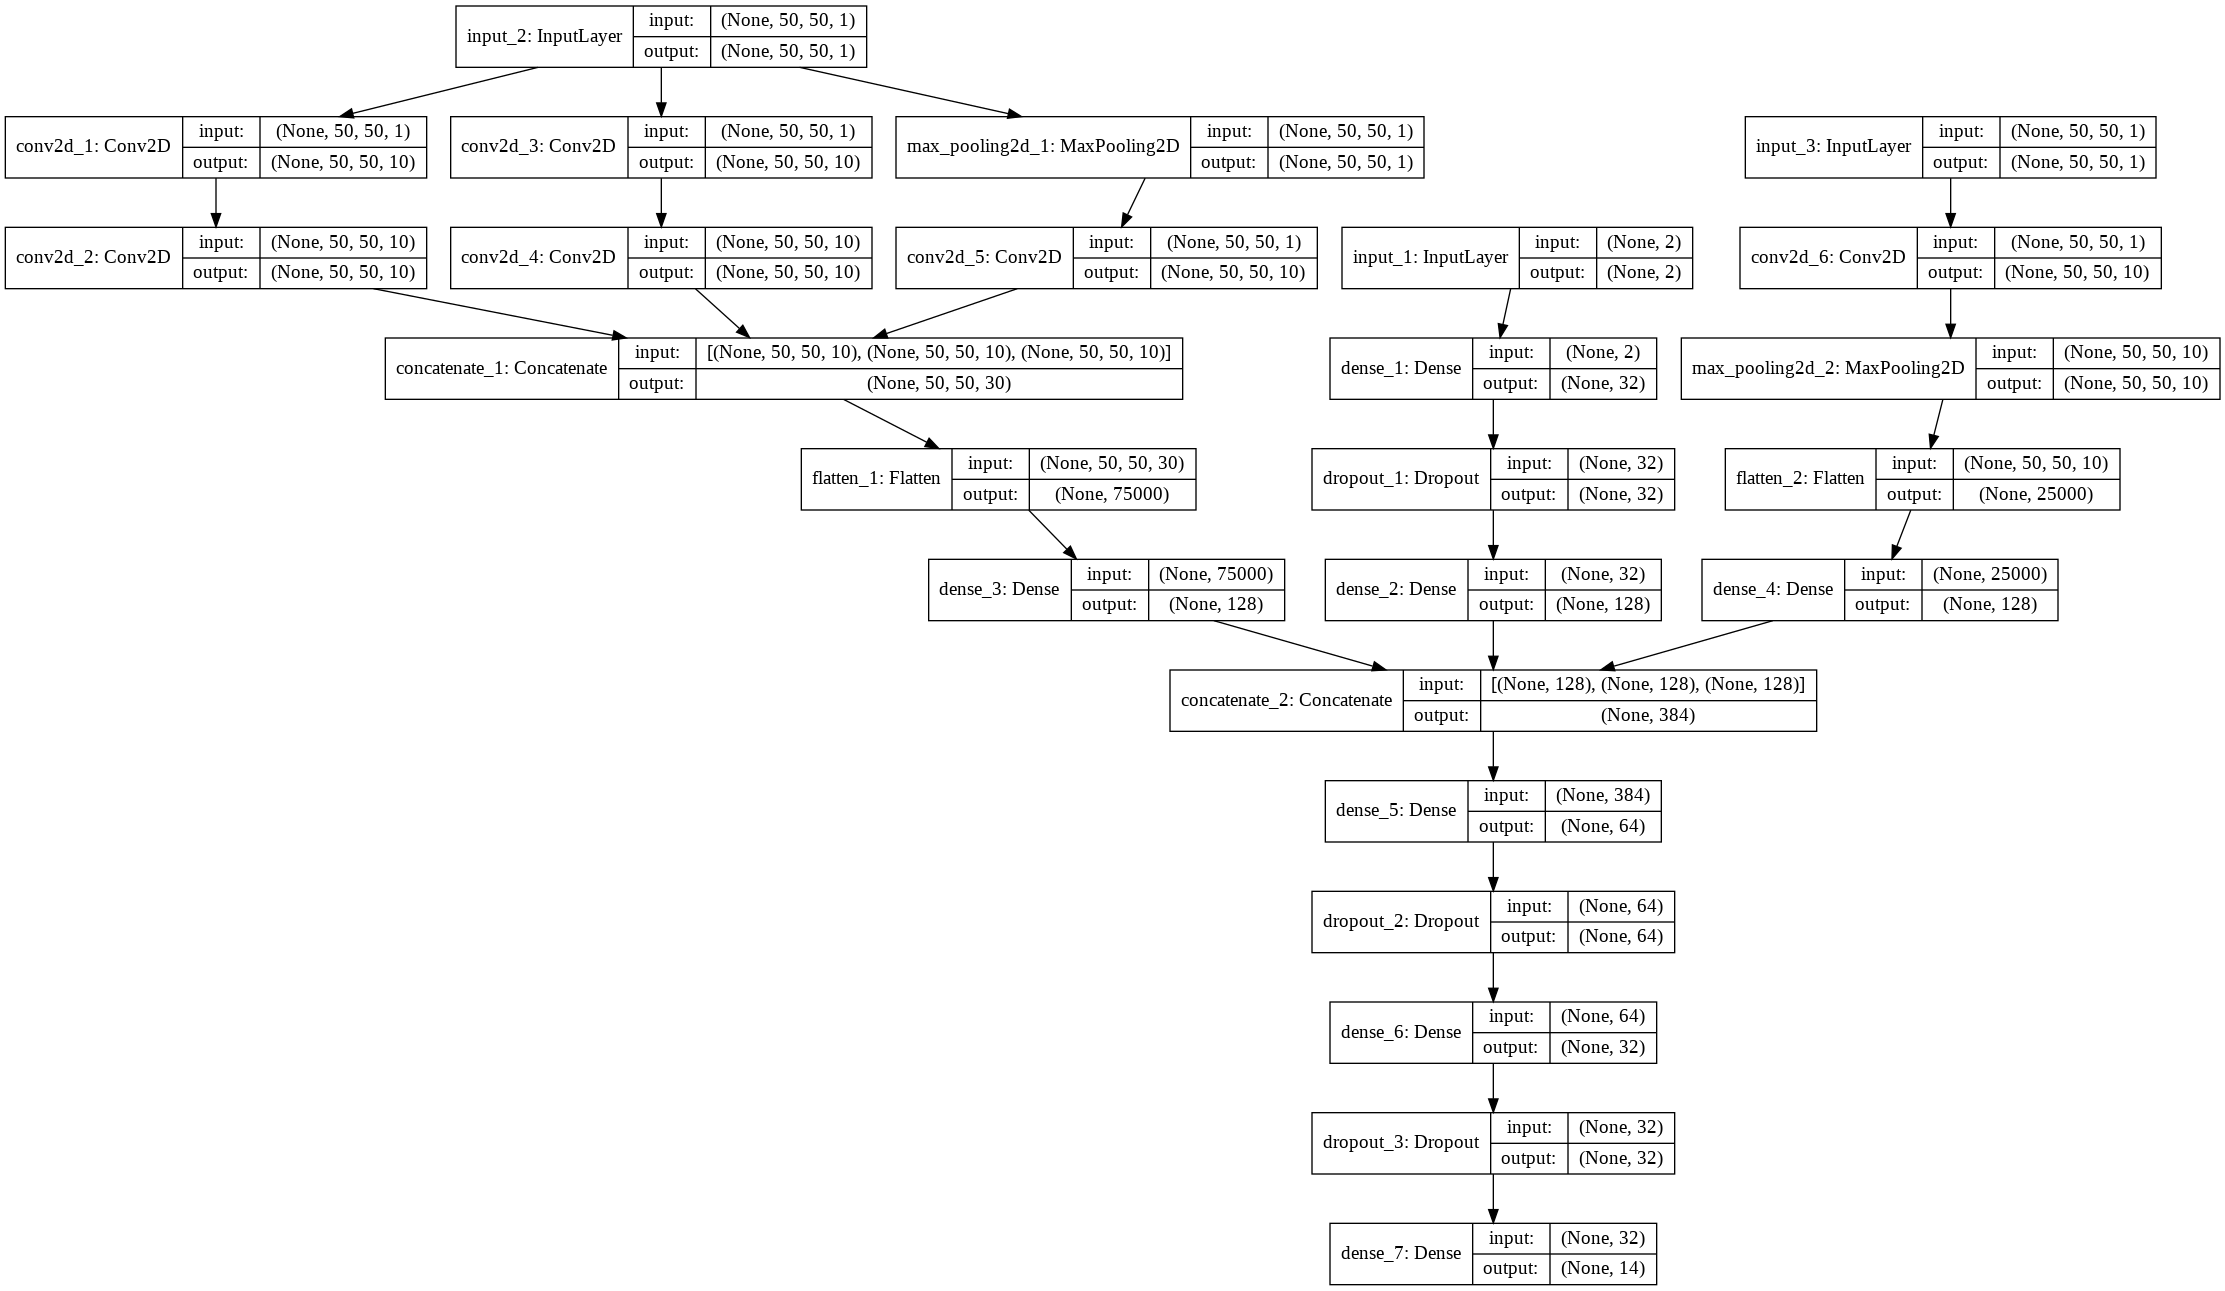 input_2: InputLayer
input: (None, 50, 50, 1)
output: (None, 50, 50, 1)
conv2d_1: Conv2D
input: (None, 50, 50, 1)
output: (None, 50, 50, 10)
conv2d_3: Conv2D
input: (None, 50, 50, 1)
output: (None, 50, 50, 10)
max_pooling2d_1: MaxPooling2D
input: (None, 50, 50, 1)
output: (None, 50, 50, 1)
input_3: InputLayer
input: (None, 50, 50, 1)
output: (None, 50, 50, 1)
conv2d_2: Conv2D
input: (None, 50, 50, 10)
output: (None, 50, 50, 10)
conv2d_4: Conv2D
input: (None, 50, 50, 10)
output: (None, 50, 50, 10)
conv2d_5: Conv2D
input: (None, 50, 50, 1)
output: (None, 50, 50, 10)
input_1: InputLayer
input: (None, 2)
output: (None, 2)
conv2d_6: Conv2D
input: (None, 50, 50, 1)
output: (None, 50, 50, 10)
concatenate_1: Concatenate
input: [(None, 50, 50, 10), (None, 50, 50, 10), (None, 50, 50, 10)]
output: (None, 50, 50, 30)
dense_1: Dense
input: (None, 2)
output: (None, 32)
max_pooling2d_2: MaxPooling2D
input: (None, 50, 50, 10)
output: (None, 50, 50, 10)
flatten_1: Flatten
input: (None, 50, 50, 30)
output: (None, 75000)
dropout_1: Dropout
input: (None, 32)
output: (None, 32)
flatten_2: Flatten
input: (None, 50, 50, 10)
output: (None, 25000)
dense_3: Dense
input: (None, 75000)
output: (None, 128)
dense_2: Dense
input: (None, 32)
output: (None, 128)
dense_4: Dense
input: (None, 25000)
output: (None, 128)
concatenate_2: Concatenate
input: [(None, 128), (None, 128), (None, 128)]
output: (None, 384)
dense_5: Dense
input: (None, 384)
output: (None, 64)
dropout_2: Dropout
input: (None, 64)
output: (None, 64)
dense_6: Dense
input: (None, 64)
output: (None, 32)
dropout_3: Dropout
input: (None, 32)
output: (None, 32)
dense_7: Dense
input: (None, 32)
output: (None, 14)